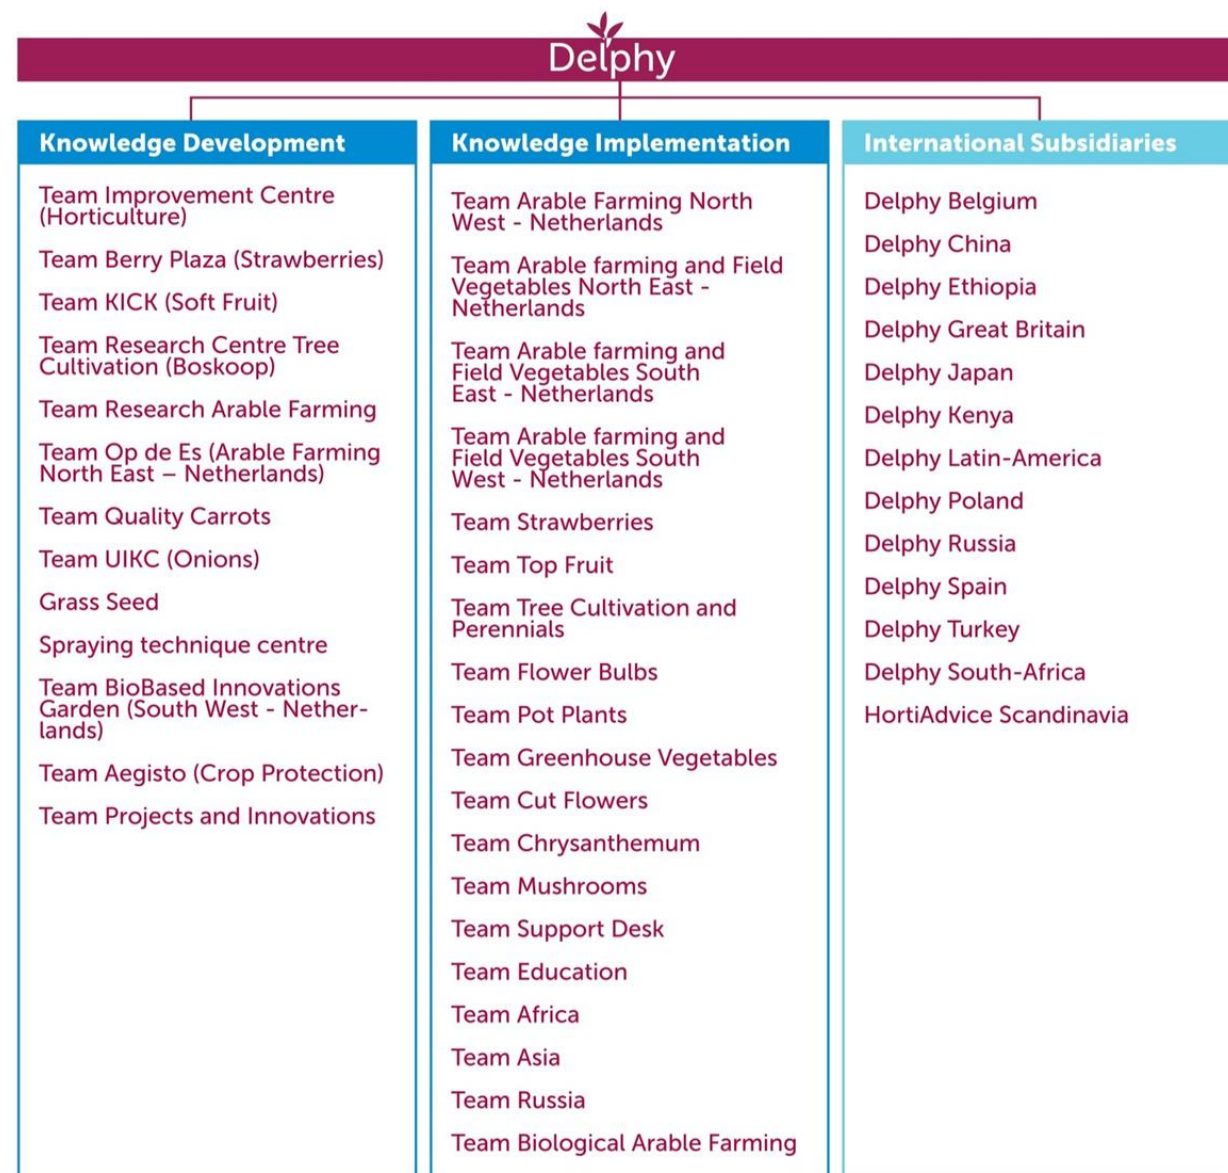 Delphy
Knowledge Development
Team Improvement Centre
(Horticulture)
Team Berry Plaza (Strawberries)
Team KICK (Soft Fruit)
Team Research Centre Tree
Cultivation (Boskoop)
Team Research Arable Farming
Team Op de Es (Arable Farming
North East – Netherlands)
Team Quality Carrots
Team UIKC (Onions)
Grass Seed
Spraying technique centre
Team BioBased Innovations
Garden (South West - Nether-
lands)
Team Aegisto (Crop Protection)
Team Projects and Innovations
Knowledge Implementation
Team Arable Farming North
West - Netherlands
Team Arable farming and Field
Vegetables North East -
Netherlands
Team Arable farming and
Field Vegetables South
East - Netherlands
Team Arable farming and
Field Vegetables South
West - Netherlands
Team Strawberries
Team Top Fruit
Team Tree Cultivation and
Perennials
Team Flower Bulbs
Team Pot Plants
Team Greenhouse Vegetables
Team Cut Flowers
Team Chrysanthemum
Team Mushrooms
Team Support Desk
Team Education
Team Africa
Team Asia
Team Russia
Team Biological Arable Farming
International Subsidiaries
Delphy Belgium
Delphy China
Delphy Ethiopia
Delphy Great Britain
Delphy Japan
Delphy Kenya
Delphy Latin-America
Delphy Poland
Delphy Russia
Delphy Spain
Delphy Turkey
Delphy South-Africa
HortiAdvice Scandinavia